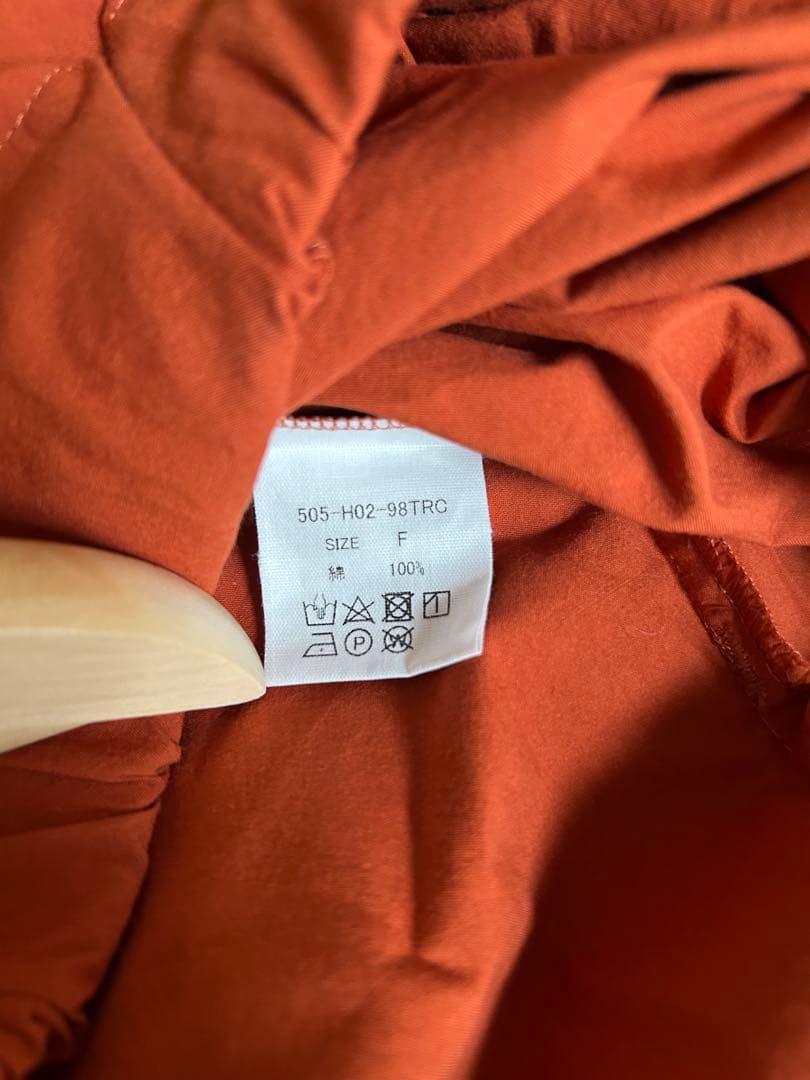 505-H02-98TRC
SIZE F
綿 100%
P
W